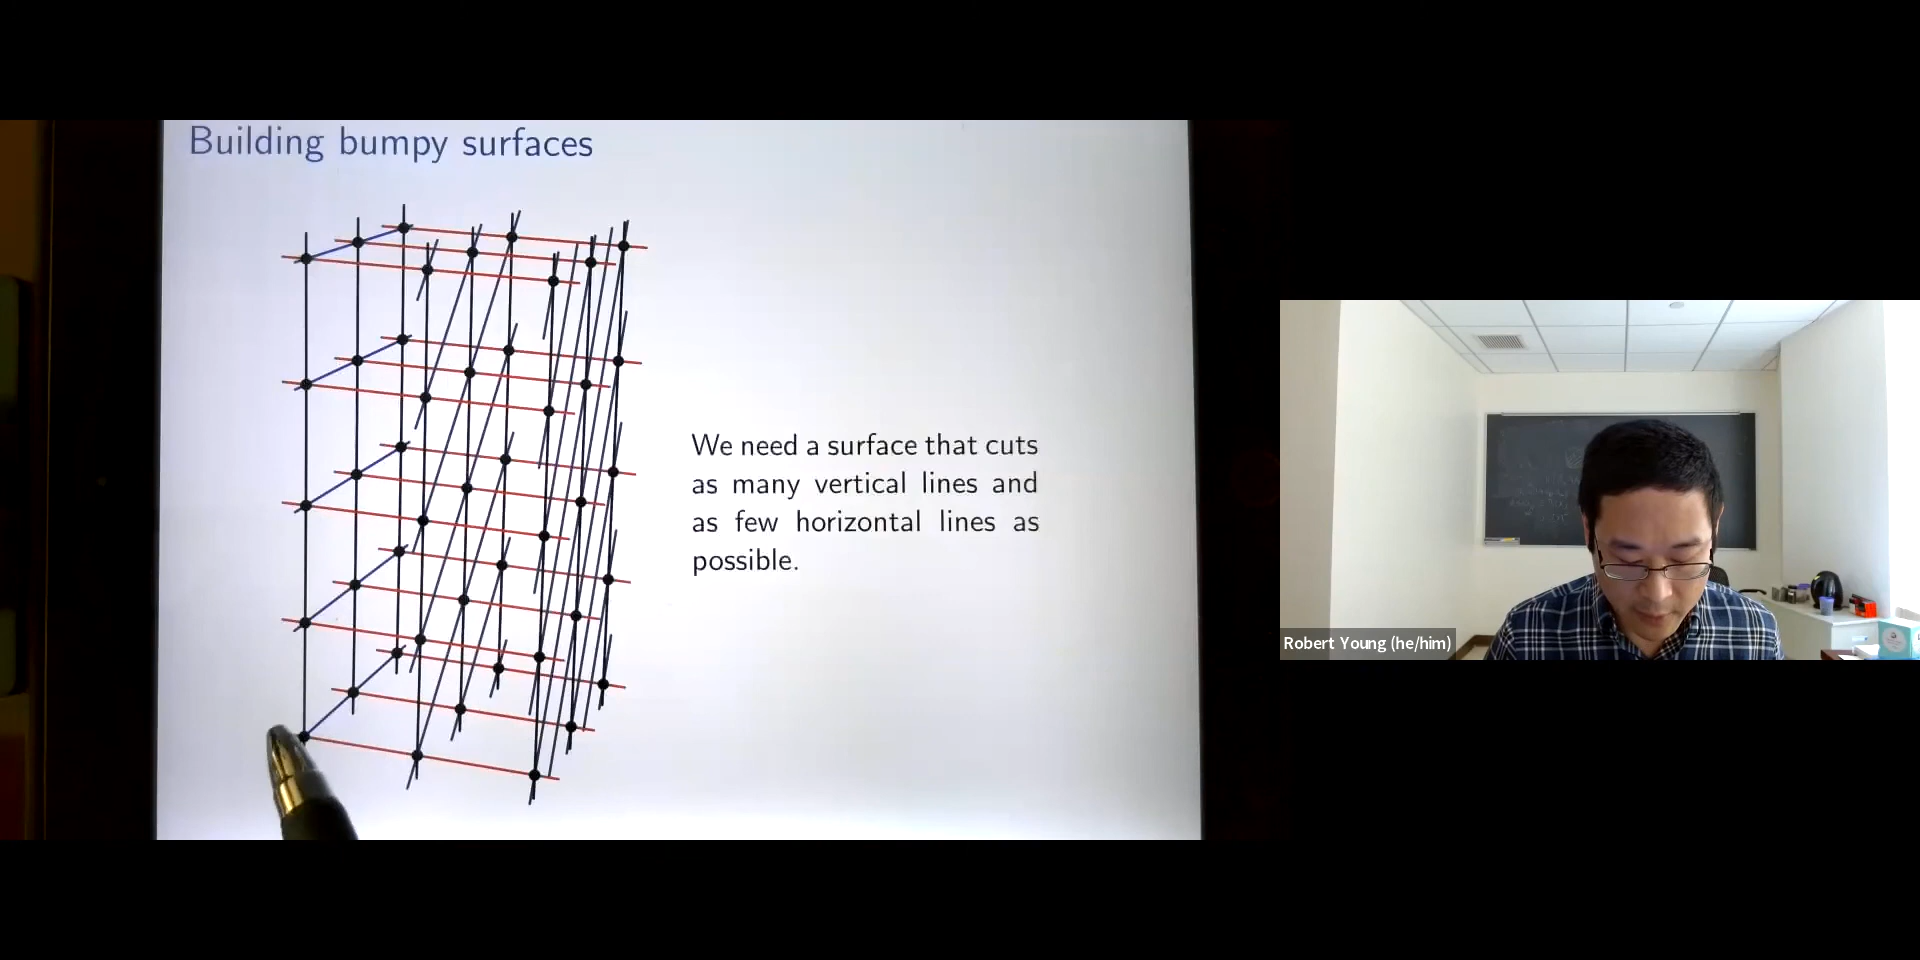 Building bumpy surfaces
We need a surface that cuts
as many vertical lines and
as few horizontal lines as
possible.
Robert Young (he/him)